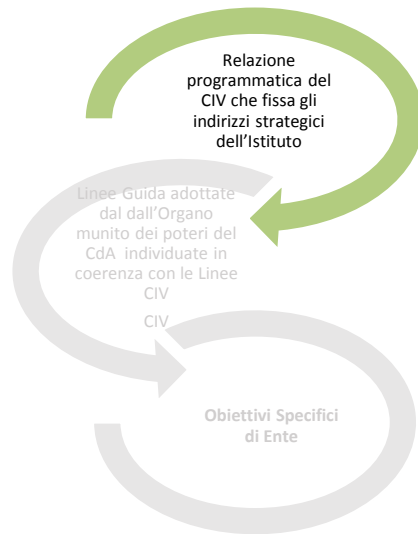 Relazione
programmatica del
CIV che fissa gli
indirizzi strategici
dell'Istituto
Linee Guida adottate
dal dall'Organo
munito dei poteri del
CdA individuate in
coerenza con le Linee
CIV
CIV
Obiettivi Specifici
di Ente